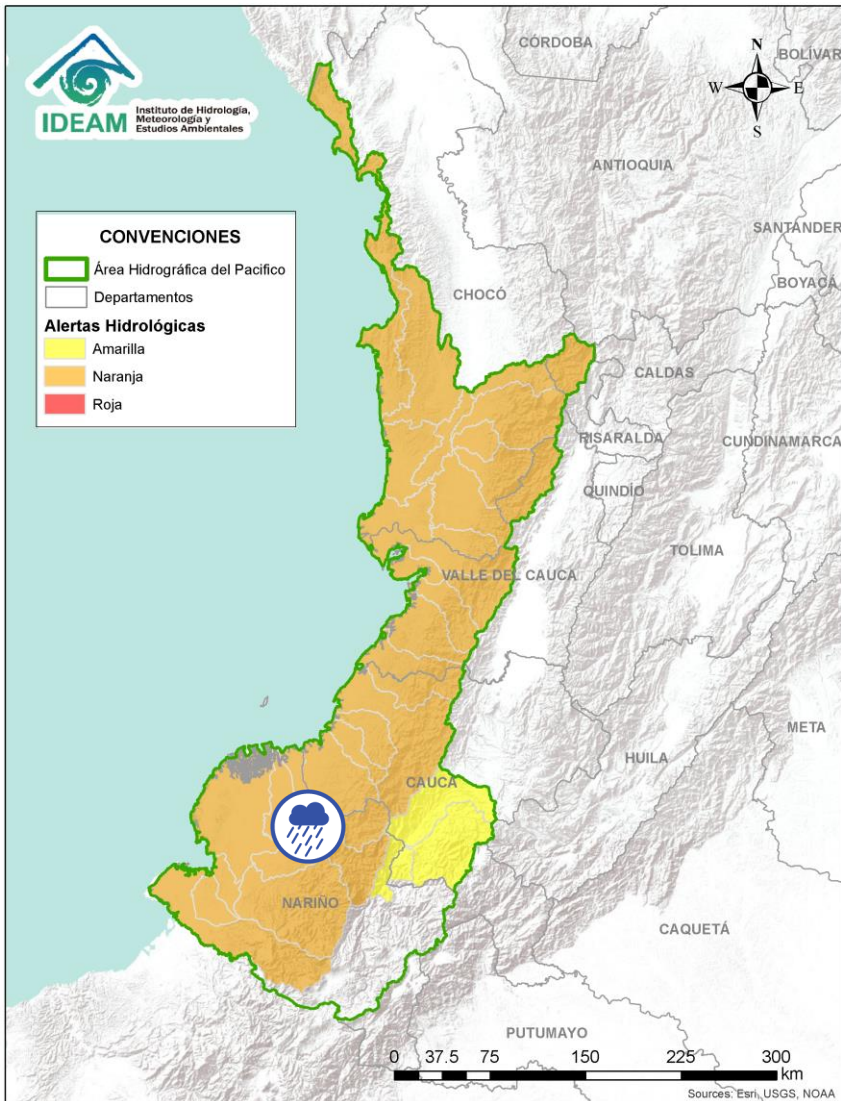 IDEAM
Instituto de Hidrología,
Meteorología y
Estudios Ambientales
CÓRDOBA
BOLÍVAR
N
W
E
S
ANTIOQUIA
SANTANDER
CONVENCIONES
Área Hidrográfica del Pacifico
Departamentos
Alertas Hidrológicas
Amarilla
Naranja
Roja
BOYACÁ
CHOCÓ
CALDAS
RISARALDA
CUNDINAMARCA
QUINDÍO
TOLIMA
VALLE DEL CAUCA
META
HUILA
CAUCA
NARIÑO
CAQUETÁ
PUTUMAYO
0 37.5 75 150 225 300
km
Sources: Esri, USGS, NOAA